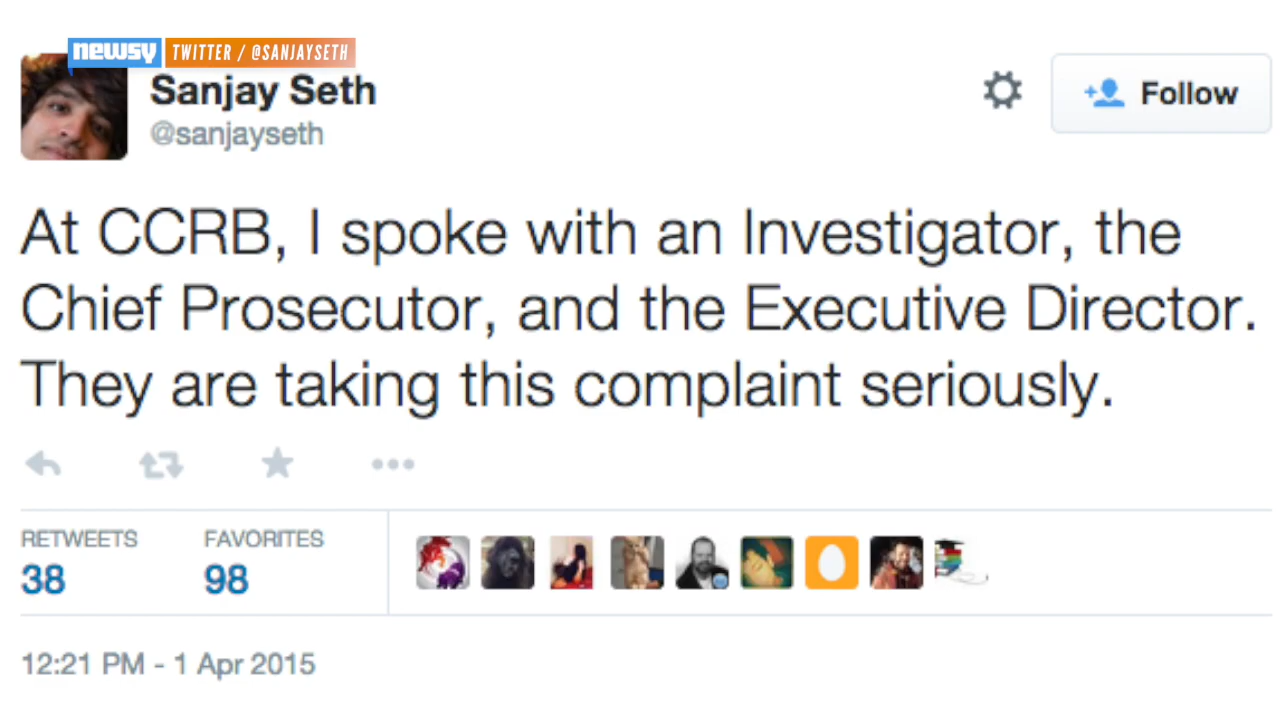 newsy TWITTER / @SANJAYSETH
Sanjay Seth
@sanjayseth
Follow
At CCRB, I spoke with an Investigator, the
Chief Prosecutor, and the Executive Director.
They are taking this complaint seriously.
RETWEETS FAVORITES
38 98
12:21 PM - 1 Apr 2015